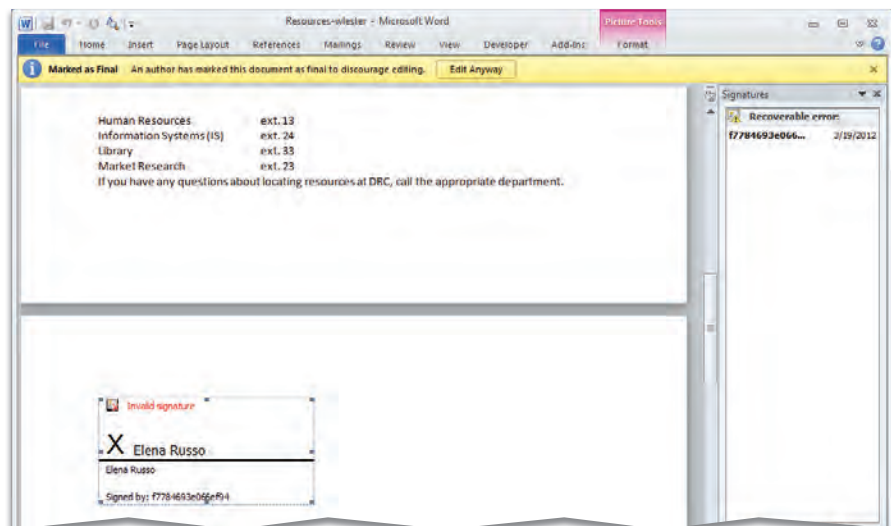 Resources-wlester - Microsoft Word
Picture Tools
File Home Insert Page Layout References Mailings Review View Developer Add-Ins Format
Marked as Final An author has marked this document as final to discourage editing. Edit Anyway
Signatures
Recoverable error:
f7784693e066... 3/19/2012
Human Resources ext. 13
Information Systems (IS) ext. 24
Library ext. 33
Market Research ext. 23
If you have any questions about locating resources at DRC, call the appropriate department.
Invalid signature
X Elena Russo
Elena Russo
Signed by: f7784693e066ef94